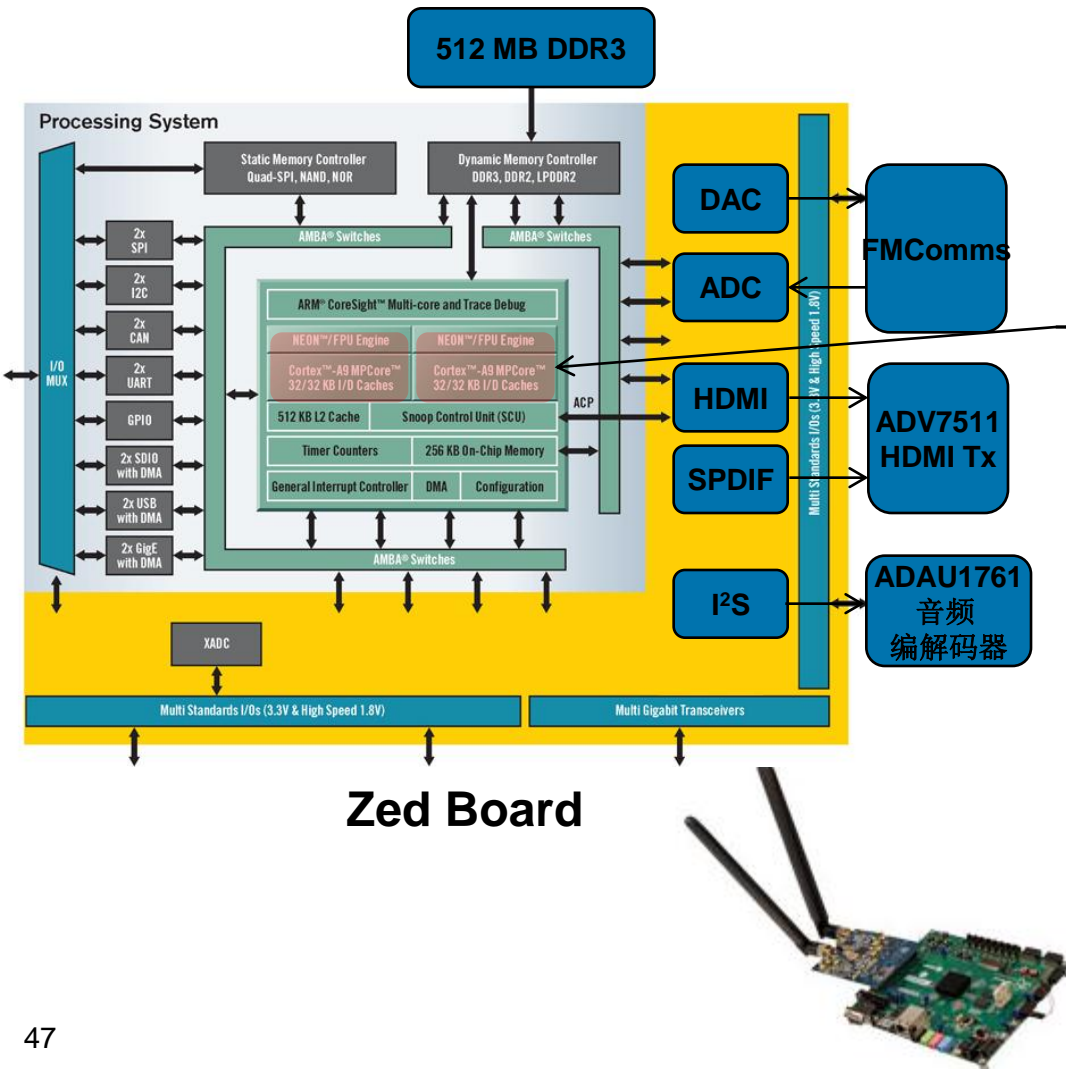 512 MB DDR3
Processing System
Static Memory Controller
Quad-SPI, NAND, NOR
Dynamic Memory Controller
DDR3, DDR2, LPDDR2
AMBA® Switches
AMBA® Switches
2x
SPI
2x
I2C
2x
CAN
2x
UART
GPIO
2x SDIO
with DMA
2x USB
with DMA
2x GigE
with DMA
I/O
MUX
ARM® CoreSight™ Multi-core and Trace Debug
NEON™/FPU Engine
NEON™/FPU Engine
Cortex™-A9 MPCore™
32/32 KB I/D Caches
Cortex™-A9 MPCore™
32/32 KB I/D Caches
512 KB L2 Cache
Snoop Control Unit (SCU)
Timer Counters
256 KB On-Chip Memory
General Interrupt Controller
DMA
Configuration
ACP
AMBA® Switches
DAC
ADC
FMComms
HDMI
SPDIF
ADV7511
HDMI Tx
I²S
ADAU1761
音频
编解码器
Multi Standards I/Os (3.3V & High Speed 1.8V)
XADC
Multi Standards I/Os (3.3V & High Speed 1.8V)
Multi Gigabit Transceivers
Zed Board
47